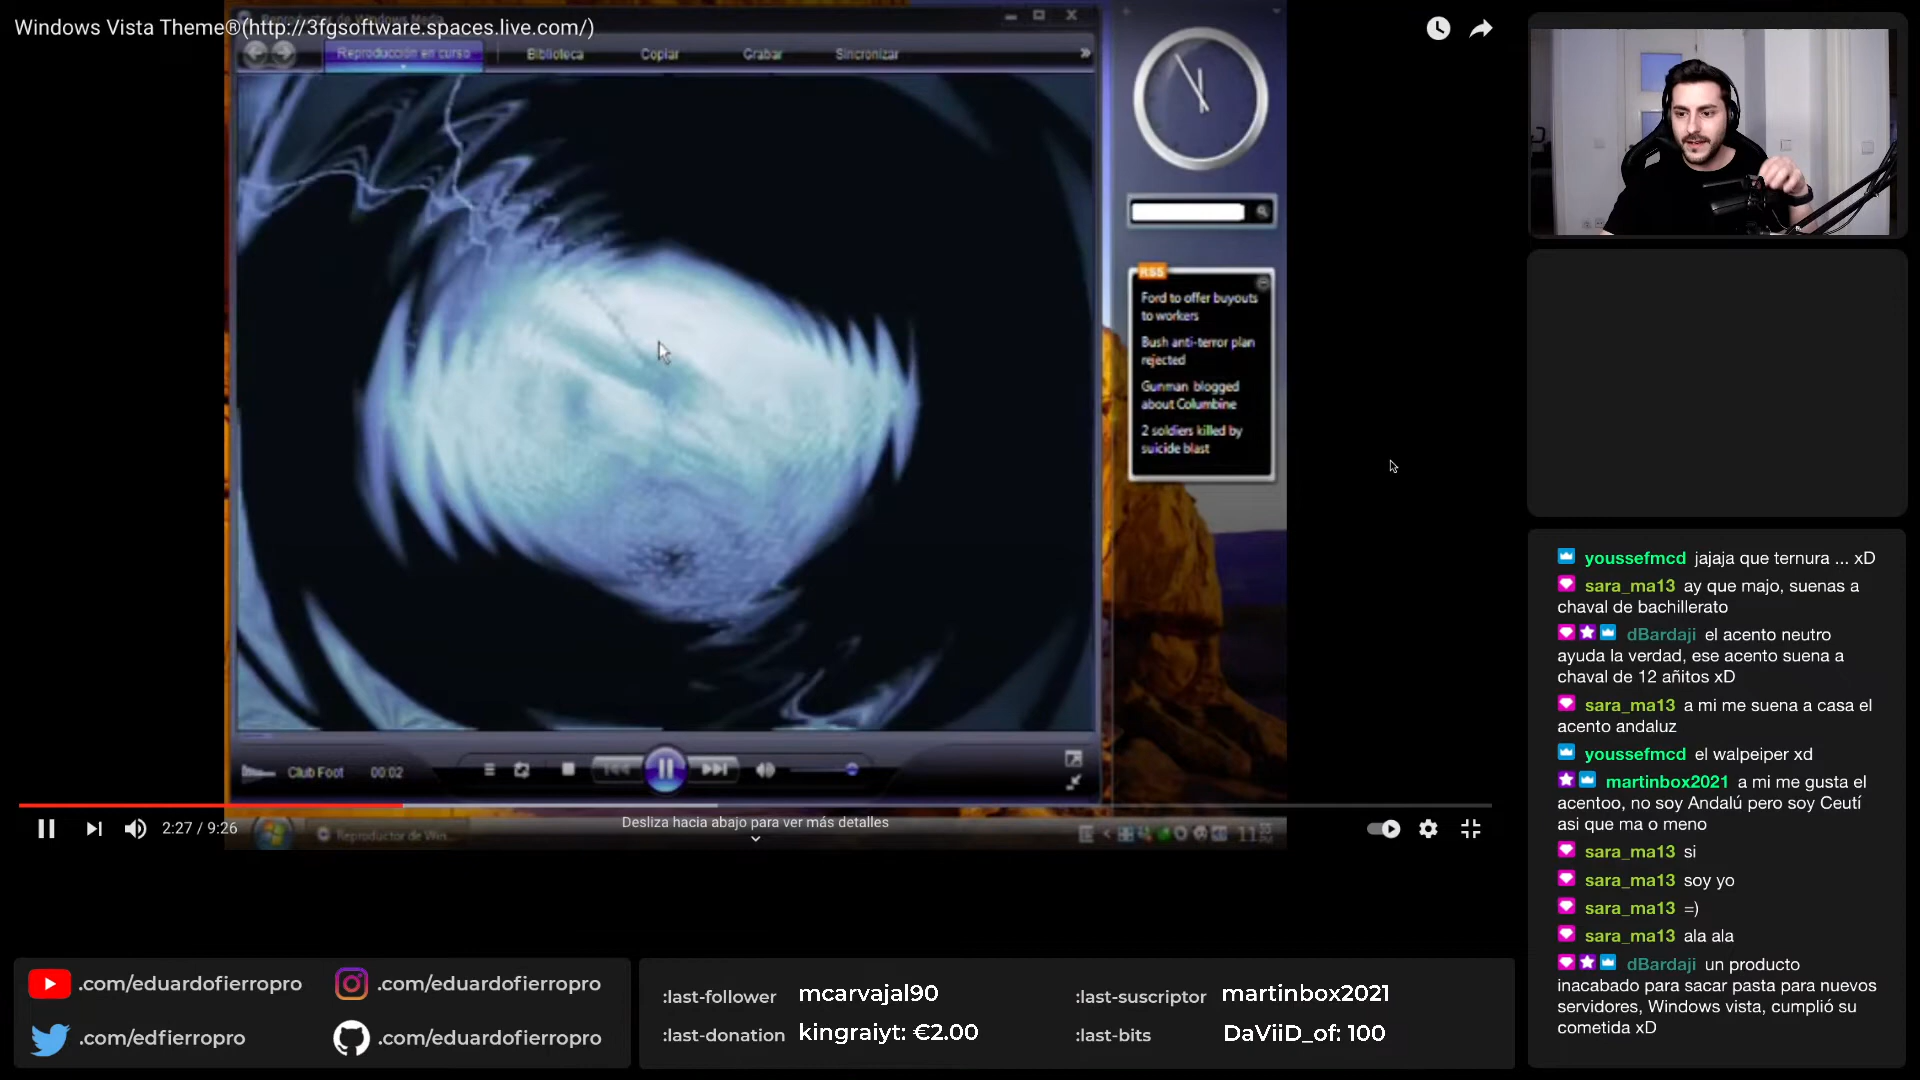 Windows Vista Theme®(http://3fgsoftware.spaces.live.com/)
Reproductor de Windows Media
Reproducción en curso
Biblioteca
Copiar
Grabar
Sincronizar
»
RSS
Ford to offer buyouts
to workers
Bush anti-terror plan
rejected
Gunman blogged
about Columbine
2 soldiers killed by
suicide blast
Club Foot 00:02
2:27 / 9:26
Desliza hacia abajo para ver más detalles
Reproductor de Win...
youssefmcd jajaja que ternura ... xD
sara_ma13 ay que majo, suenas a
chaval de bachillerato
dBardaji el acento neutro
ayuda la verdad, ese acento suena a
chaval de 12 añitos xD
sara_ma13 a mi me suena a casa el
acento andaluz
youssefmcd el walpeiper xd
martinbox2021 a mi me gusta el
acentoo, no soy Andalú pero soy Ceutí
asi que ma o meno
sara_ma13 si
sara_ma13 soy yo
sara_ma13 =)
sara_ma13 ala ala
dBardaji un producto
inacabado para sacar pasta para nuevos
servidores, Windows vista, cumplió su
cometida xD
.com/eduardofierropro
.com/eduardofierropro
.com/edfierropro
.com/eduardofierropro
:last-follower mcarvajal90
:last-suscriptor martinbox2021
:last-donation kingraiyt: €2.00
:last-bits DaViiD_of: 100